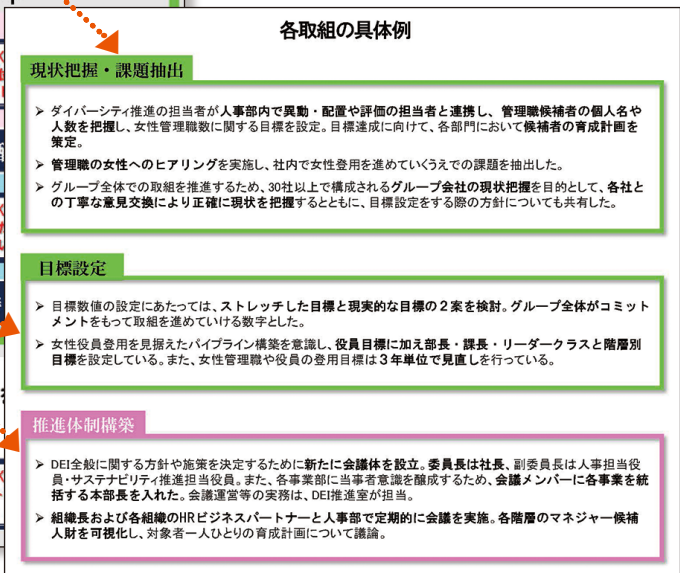 各取組の具体例
現状把握・課題抽出
➢ ダイバーシティ推進の担当者が人事部内で異動・配置や評価の担当者と連携し、管理職候補者の個人名や
人数を把握し、女性管理職数に関する目標を設定。目標達成に向けて、各部門において候補者の育成計画を
策定。
➢ 管理職の女性へのヒアリングを実施し、社内で女性登用を進めていくうえでの課題を抽出した。
➢ グループ全体での取組を推進するため、30社以上で構成されるグループ会社の現状把握を目的として、各社と
の丁寧な意見交換により正確に現状を把握するとともに、目標設定をする際の方針についても共有した。
目標設定
➢ 目標数値の設定にあたっては、ストレッチした目標と現実的な目標の２案を検討。グループ全体がコミット
メントをもって取組を進めていける数字とした。
➢ 女性役員登用を見据えたパイプライン構築を意識し、役員目標に加え部長・課長・リーダークラスと階層別
目標を設定している。また、女性管理職や役員の登用目標は３年単位で見直しを行っている。
推進体制構築
➢ DEI全般に関する方針や施策を決定するために新たに会議体を設立。委員長は社長、副委員長は人事担当役
員・サステナビリティ推進担当役員。また、各事業部に当事者意識を醸成するため、会議メンバーに各事業を統
括する本部長を入れた。会議運営等の実務は、DEI推進室が担当。
➢ 組織長および各組織のHRビジネスパートナーと人事部で定期的に会議を実施。各階層のマネジャー候補
人財を可視化し、対象者一人ひとりの育成計画について議論。